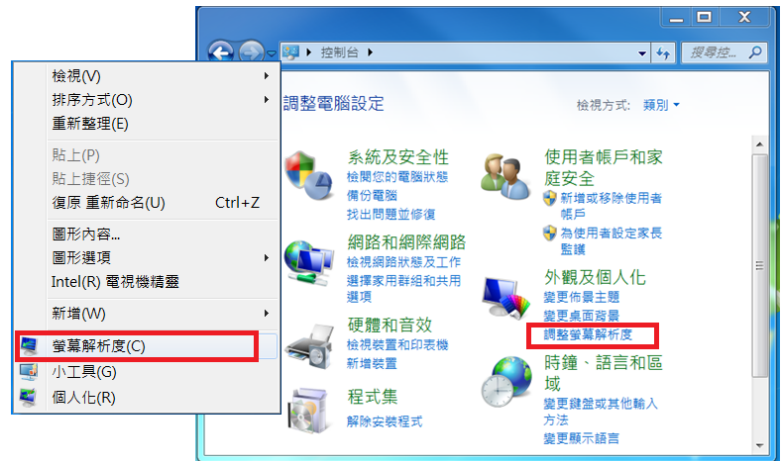 檢視(V)
排序方式(O)
重新整理(E)
貼上(P)
貼上捷徑(S)
復原 重新命名(U) Ctrl+Z
圖形內容...
圖形選項
Intel(R) 電視機精靈
新增(W)
螢幕解析度(C)
小工具(G)
個人化(R)
控制台
搜尋控...
調整電腦設定
檢視方式: 類別
系統及安全性
檢閱您的電腦狀態
備份電腦
找出問題並修復
網路和網際網路
檢視網路狀態及工作
選擇家用群組和共用
選項
硬體和音效
檢視裝置和印表機
新增裝置
程式集
解除安裝程式
使用者帳戶和家
庭安全
新增或移除使用者
帳戶
為使用者設定家長
監護
外觀及個人化
變更佈景主題
變更桌面背景
調整螢幕解析度
時鐘、語言和區
域
變更鍵盤或其他輸入
方法
變更顯示語言